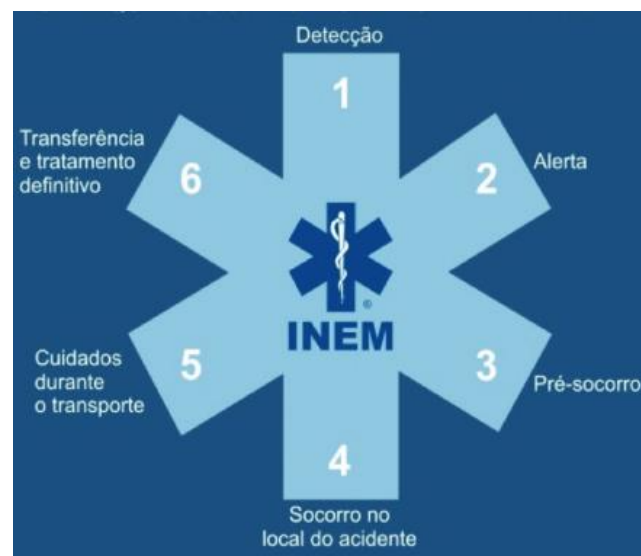 Detecção
1
2
Alerta
3
Pré-socorro
4
Socorro no
local do acidente
5
Cuidados
durante
o transporte
6
Transferência
e tratamento
definitivo
INEM
®